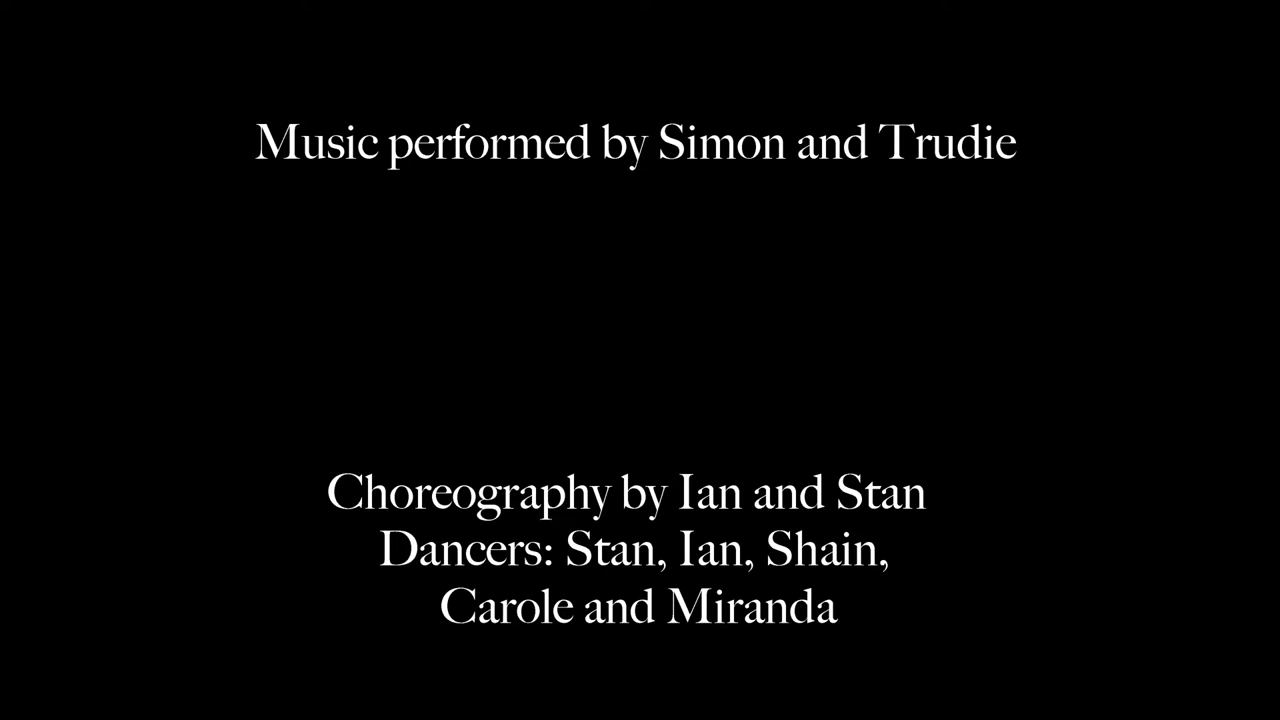 Music performed by Simon and Trudie
Choreography by Ian and Stan
Dancers: Stan, Ian, Shain,
Carole and Miranda